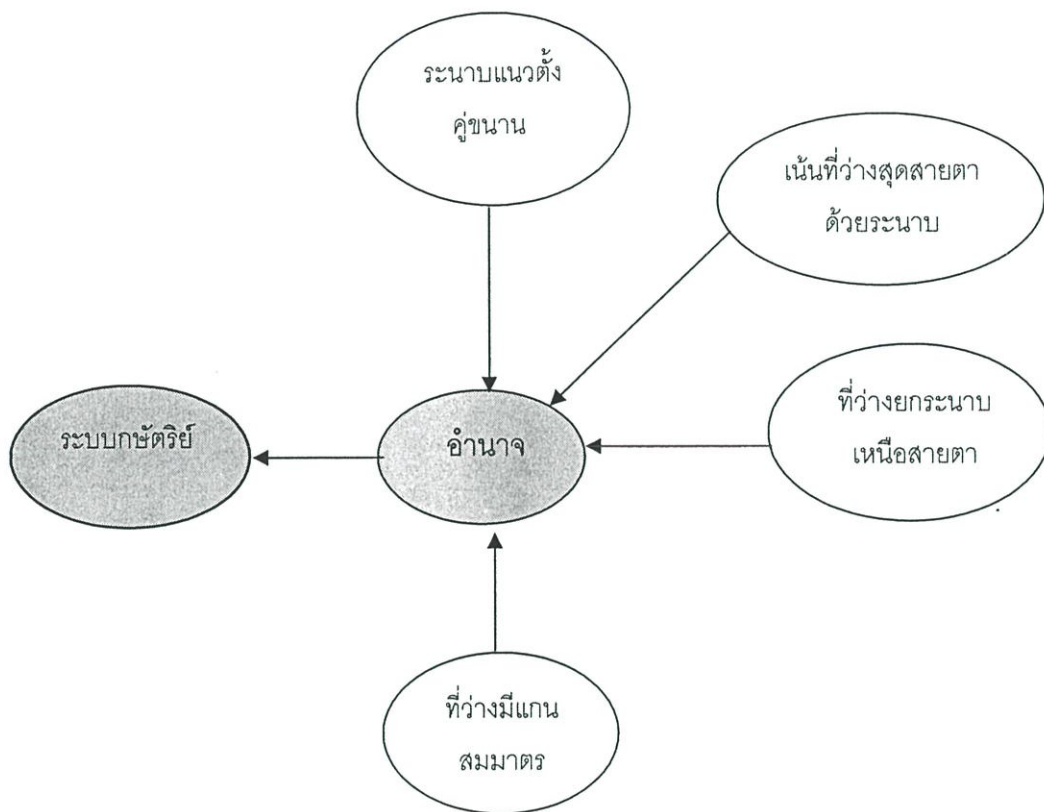 ระนาบแนวตั้ง
คู่ขนาน
เน้นที่ว่างสุดสายตา
ด้วยระนาบ
ที่ว่างยกระนาบ
เหนือสายตา
อำนาจ
ระบบกษัตริย์
ที่ว่างมีแกน
สมมาตร